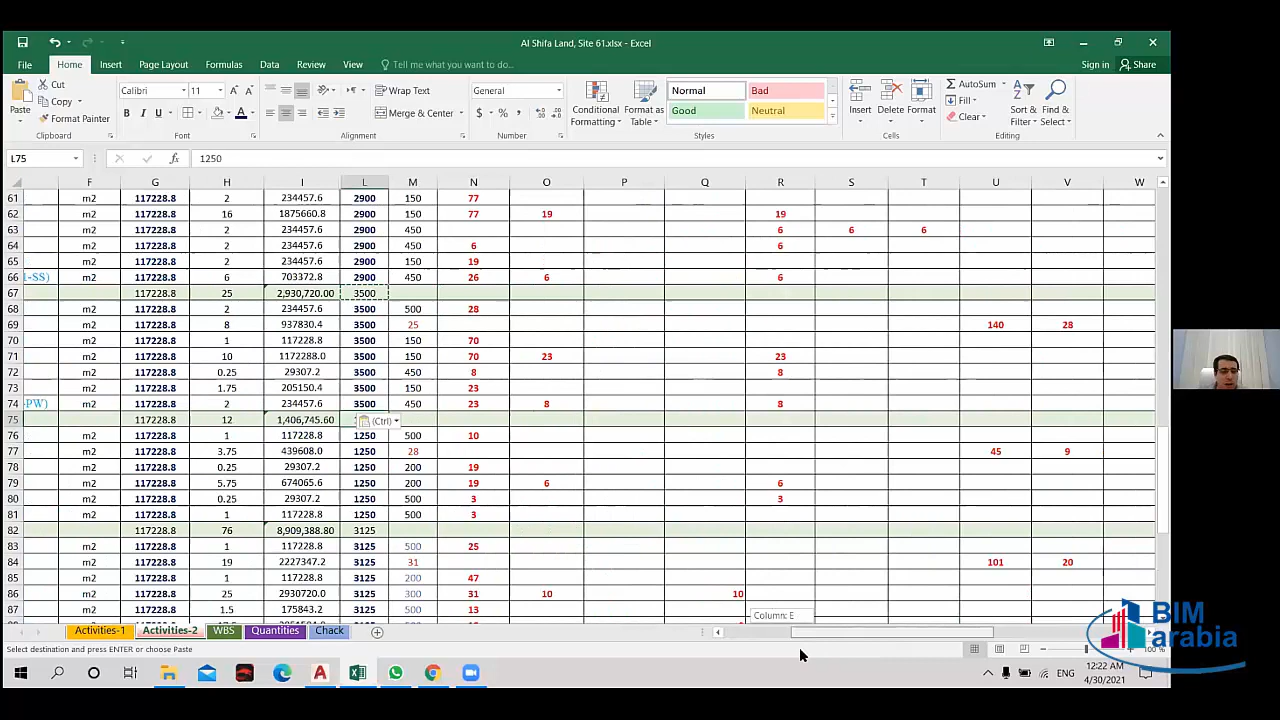 Al Shifa Land, Site 61.xlsx - Excel
File Home Insert Page Layout Formulas Data Review View Tell me what you want to do... Sign in Share
Cut
Copy
Format Painter
Paste
Clipboard
Calibri 11
B I U
Font
Wrap Text
Merge & Center
Alignment
General
$ % ,
Number
Conditional Formatting
Format as Table
Normal Bad
Good Neutral
Styles
Insert Delete Format
Cells
AutoSum
Fill
Clear
Sort & Filter
Find & Select
Editing
L75 fx 1250
F G H I L M N O P Q R S T U V W
61 m2 117228.8 2 234457.6 2900 150 77
62 m2 117228.8 16 1875660.8 2900 150 77 19 19
63 m2 117228.8 2 234457.6 2900 450 6 6 6
64 m2 117228.8 2 234457.6 2900 450 6 6
65 m2 117228.8 2 234457.6 2900 150 19
66 -SS) m2 117228.8 6 703372.8 2900 450 26 6 6
67 117228.8 25 2,930,720.00 3500
68 m2 117228.8 2 234457.6 3500 500 28
69 m2 117228.8 8 937830.4 3500 25 140 28
70 m2 117228.8 1 117228.8 3500 150 70
71 m2 117228.8 10 1172288.0 3500 150 70 23 23
72 m2 117228.8 0.25 29307.2 3500 450 8 8
73 m2 117228.8 1.75 205150.4 3500 150 23
74 -PW) m2 117228.8 2 234457.6 3500 450 23 8 8
75 117228.8 12 1,406,745.60 (Ctrl)
76 m2 117228.8 1 117228.8 1250 500 10
77 m2 117228.8 3.75 439608.0 1250 28 45 9
78 m2 117228.8 0.25 29307.2 1250 200 19
79 m2 117228.8 5.75 674065.6 1250 200 19 6 6
80 m2 117228.8 0.25 29307.2 1250 500 3 3
81 m2 117228.8 1 117228.8 1250 500 3
82 117228.8 76 8,909,388.80 3125
83 m2 117228.8 1 117228.8 3125 500 25
84 m2 117228.8 19 2227347.2 3125 31 101 20
85 m2 117228.8 1 117228.8 3125 200 47
86 m2 117228.8 25 2930720.0 3125 300 31 10 10
87 m2 117228.8 1.5 175843.2 3125 500 13
Column: E
Activities-1 Activities-2 WBS Quantities Chack
Select destination and press ENTER or choose Paste
100 %
BIM
arabia
ENG
12:22 AM
4/30/2021